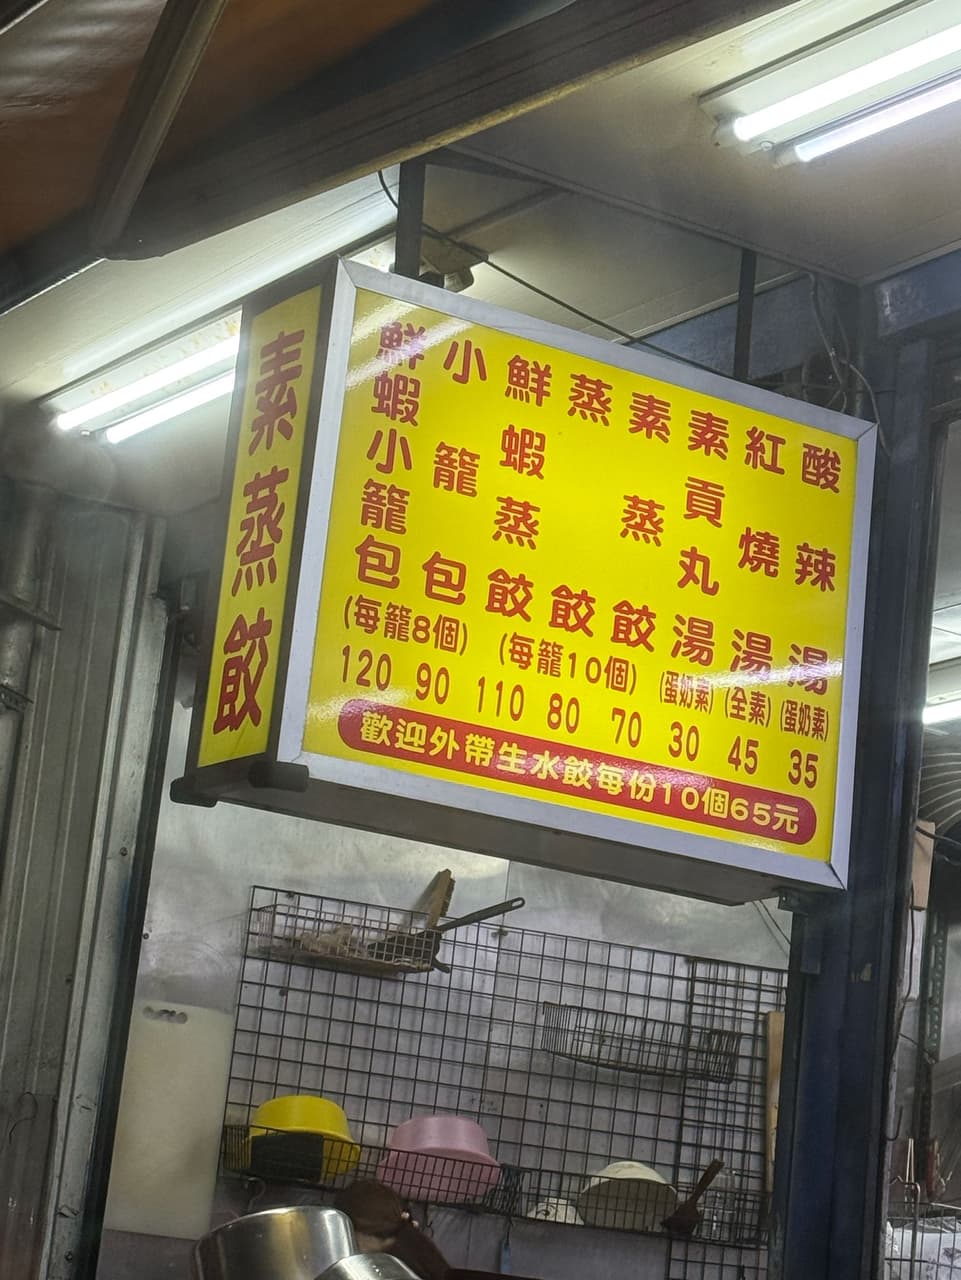 素蒸餃
鮮蝦小籠包
小籠包
(每籠8個)
鮮蝦蒸餃
蒸餃
素蒸餃
(每籠10個)
素貢丸湯
(蛋奶素)
紅燒湯
(全素)
酸辣湯
(蛋奶素)
120 90 110 80 70 30 45 35
歡迎外帶生水餃每份10個65元